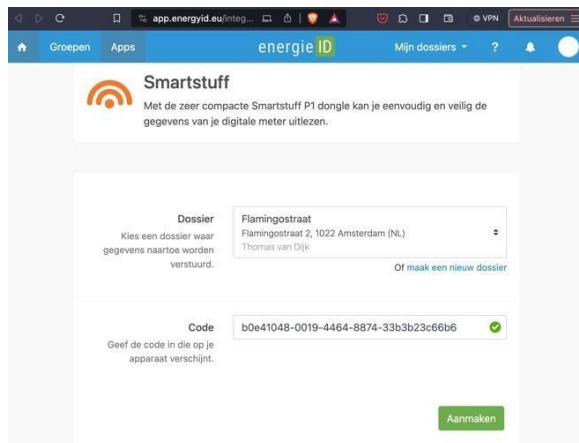 app.energyid.eu/integ...
VPN
Aktualisieren
Groepen
Apps
energie ID
Mijn dossiers
?
Smartstuff
Met de zeer compacte Smartstuff P1 dongle kan je eenvoudig en veilig de
gegevens van je digitale meter uitlezen.
Dossier
Kies een dossier waar
gegevens naartoe worden
verstuurd.
Flamingostraat
Flamingostraat 2, 1022 Amsterdam (NL)
Thomas van Dijk
Of maak een nieuw dossier
Code
Geef de code in die op je
apparaat verschijnt.
b0e41048-0019-4464-8874-33b3b23c66b6
Aanmaken